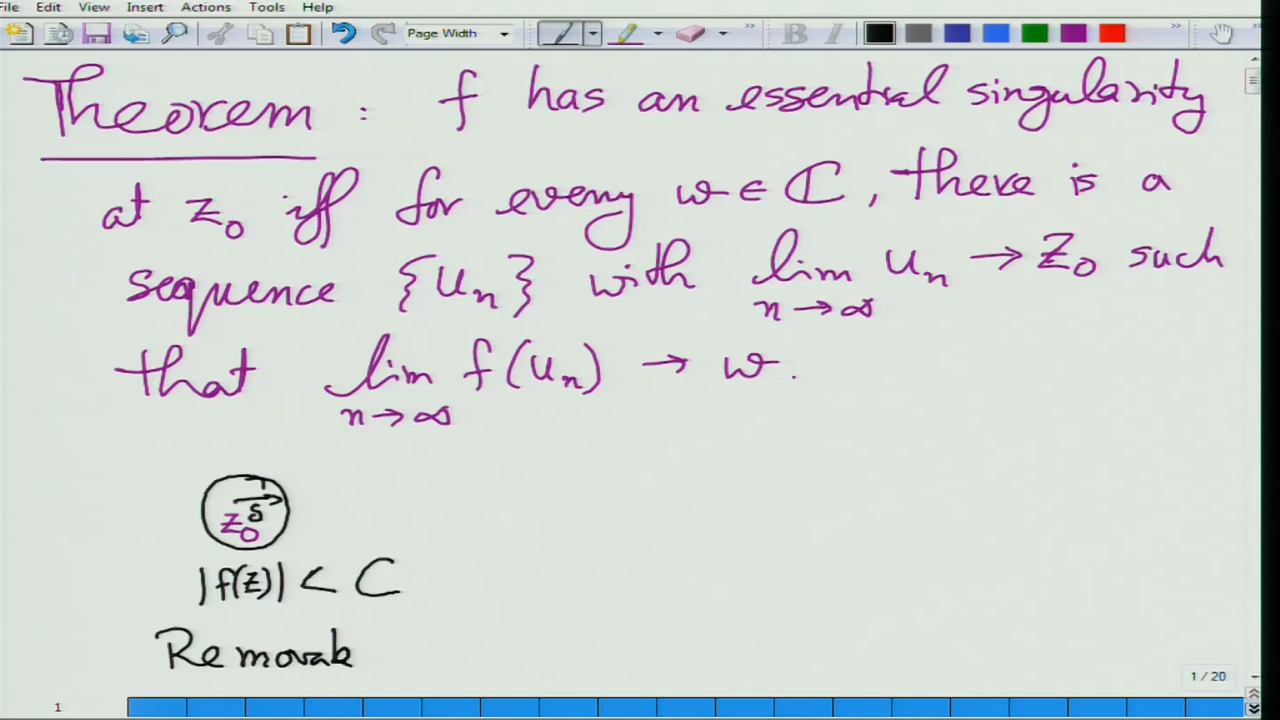 File Edit View Insert Actions Tools Help
Page Width
Theorem : f has an essential singularity
at z₀ iff for every w ∈ ℂ, there is a
sequence {uₙ} with lim uₙ → z₀ such
n→∞
that lim f(uₙ) → w.
n→∞
δ
z₀
|f(z)| < C
Removab
1 / 20
1